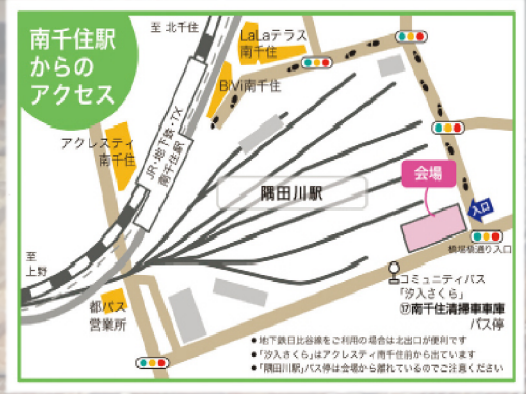 南千住駅
からの
アクセス
至 北千住
LaLaテラス
南千住
BiVi南千住
アクレスティ
南千住
JR・地下鉄・TX
南千住駅
隅田川駅
会場
入口
至
上野
都バス
営業所
コミュニティバス
「汐入さくら」
⑰南千住清掃車車庫
バス停
●地下鉄日比谷線をご利用の場合は北出口が便利です
●「汐入さくら」はアクレスティ南千住前から出ています
●「隅田川駅」バス停は会場から離れているのでご注意ください